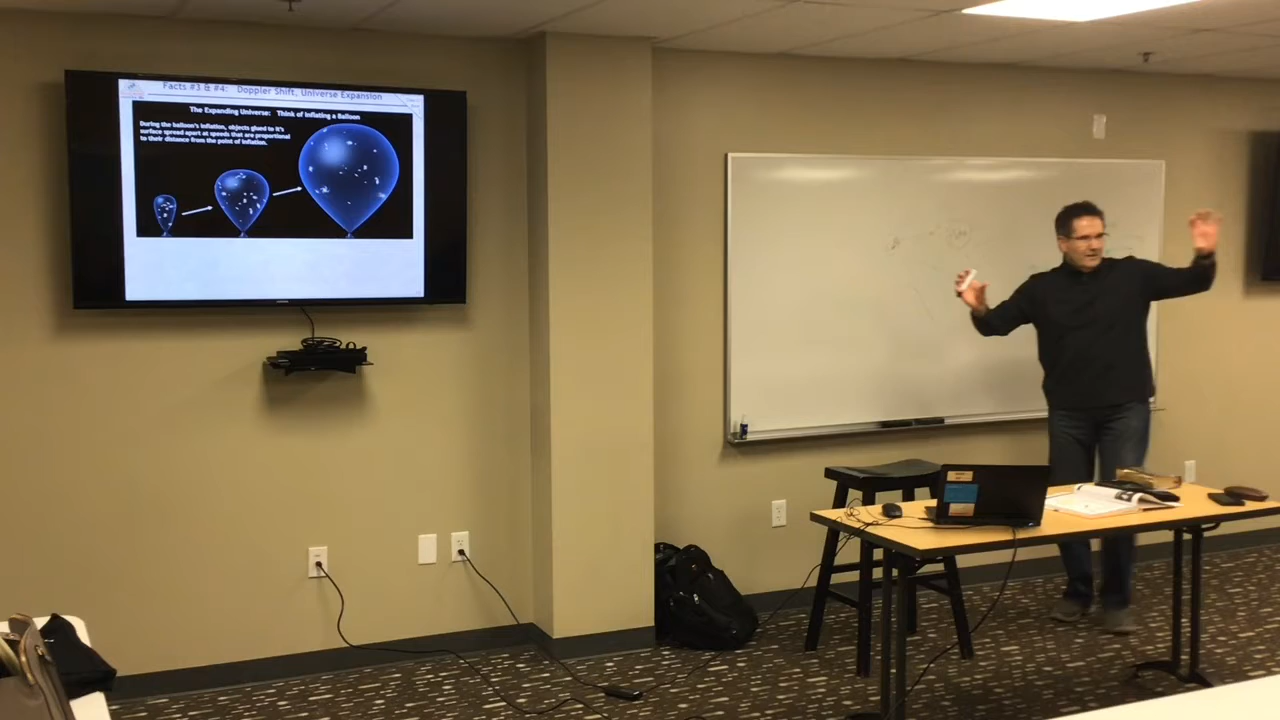 Facts #3 & #4: Doppler Shift, Universe Expansion
The Expanding Universe: Think of Inflating a Balloon
During the balloon's inflation, objects glued to it's
surface spread apart at speeds that are proportional
to their distance from the point of inflation.